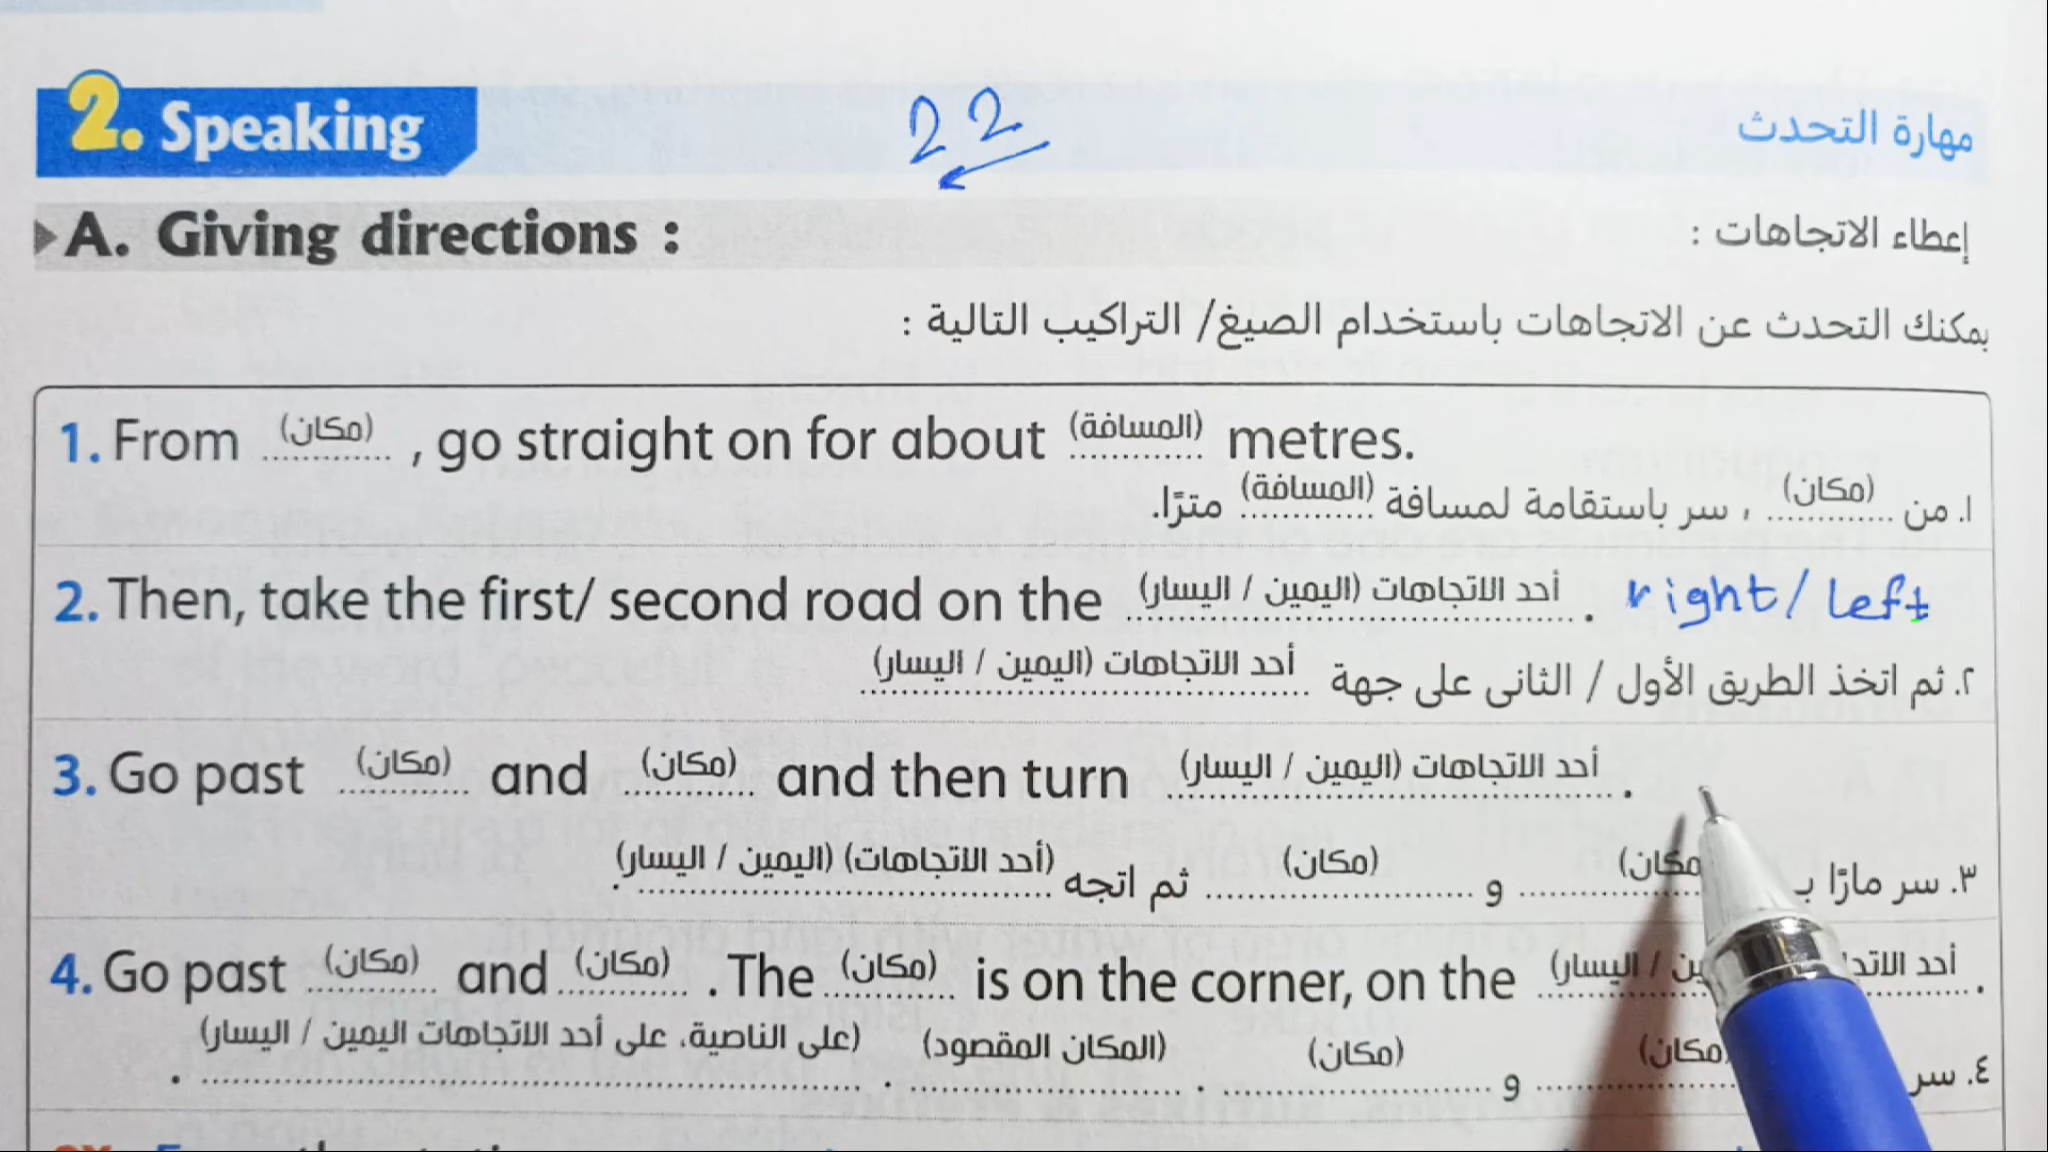 2. Speaking
22
مهارة التحدث
A. Giving directions :
إعطاء الاتجاهات :
يمكنك التحدث عن الاتجاهات باستخدام الصيغ/ التراكيب التالية :
1. From (مكان) , go straight on for about (المسافة) metres.
١. من (مكان) ، سر باستقامة لمسافة (المسافة) مترًا.
2. Then, take the first/ second road on the أحد الاتجاهات (اليمين / اليسار) . right/ left
٢. ثم اتخذ الطريق الأول / الثانى على جهة أحد الاتجاهات (اليمين / اليسار)
3. Go past (مكان) and (مكان) and then turn أحد الاتجاهات (اليمين / اليسار) .
٣. سر مارًا بـ (مكان) و (مكان) ثم اتجه (أحد الاتجاهات) (اليمين / اليسار) .
4. Go past (مكان) and (مكان) . The (مكان) is on the corner, on the أحد / اليسار) .
٤. سر (مكان) و (مكان) . (المكان المقصود) . (على الناصية، على أحد الاتجاهات اليمين / اليسار) .